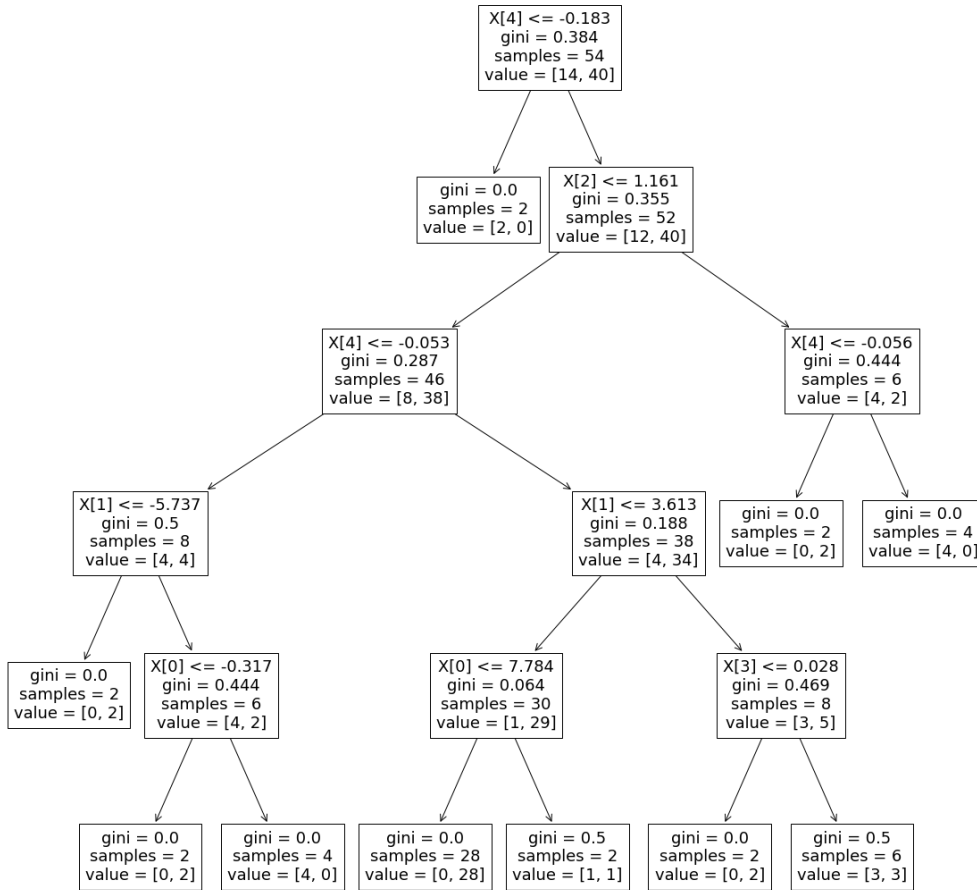 X[4] <= -0.183
gini = 0.384
samples = 54
value = [14, 40]
gini = 0.0
samples = 2
value = [2, 0]
X[2] <= 1.161
gini = 0.355
samples = 52
value = [12, 40]
X[4] <= -0.053
gini = 0.287
samples = 46
value = [8, 38]
X[4] <= -0.056
gini = 0.444
samples = 6
value = [4, 2]
X[1] <= -5.737
gini = 0.5
samples = 8
value = [4, 4]
X[1] <= 3.613
gini = 0.188
samples = 38
value = [4, 34]
gini = 0.0
samples = 2
value = [0, 2]
gini = 0.0
samples = 4
value = [4, 0]
gini = 0.0
samples = 2
value = [0, 2]
X[0] <= -0.317
gini = 0.444
samples = 6
value = [4, 2]
X[0] <= 7.784
gini = 0.064
samples = 30
value = [1, 29]
X[3] <= 0.028
gini = 0.469
samples = 8
value = [3, 5]
gini = 0.0
samples = 2
value = [0, 2]
gini = 0.0
samples = 4
value = [4, 0]
gini = 0.0
samples = 28
value = [0, 28]
gini = 0.5
samples = 2
value = [1, 1]
gini = 0.0
samples = 2
value = [0, 2]
gini = 0.5
samples = 6
value = [3, 3]